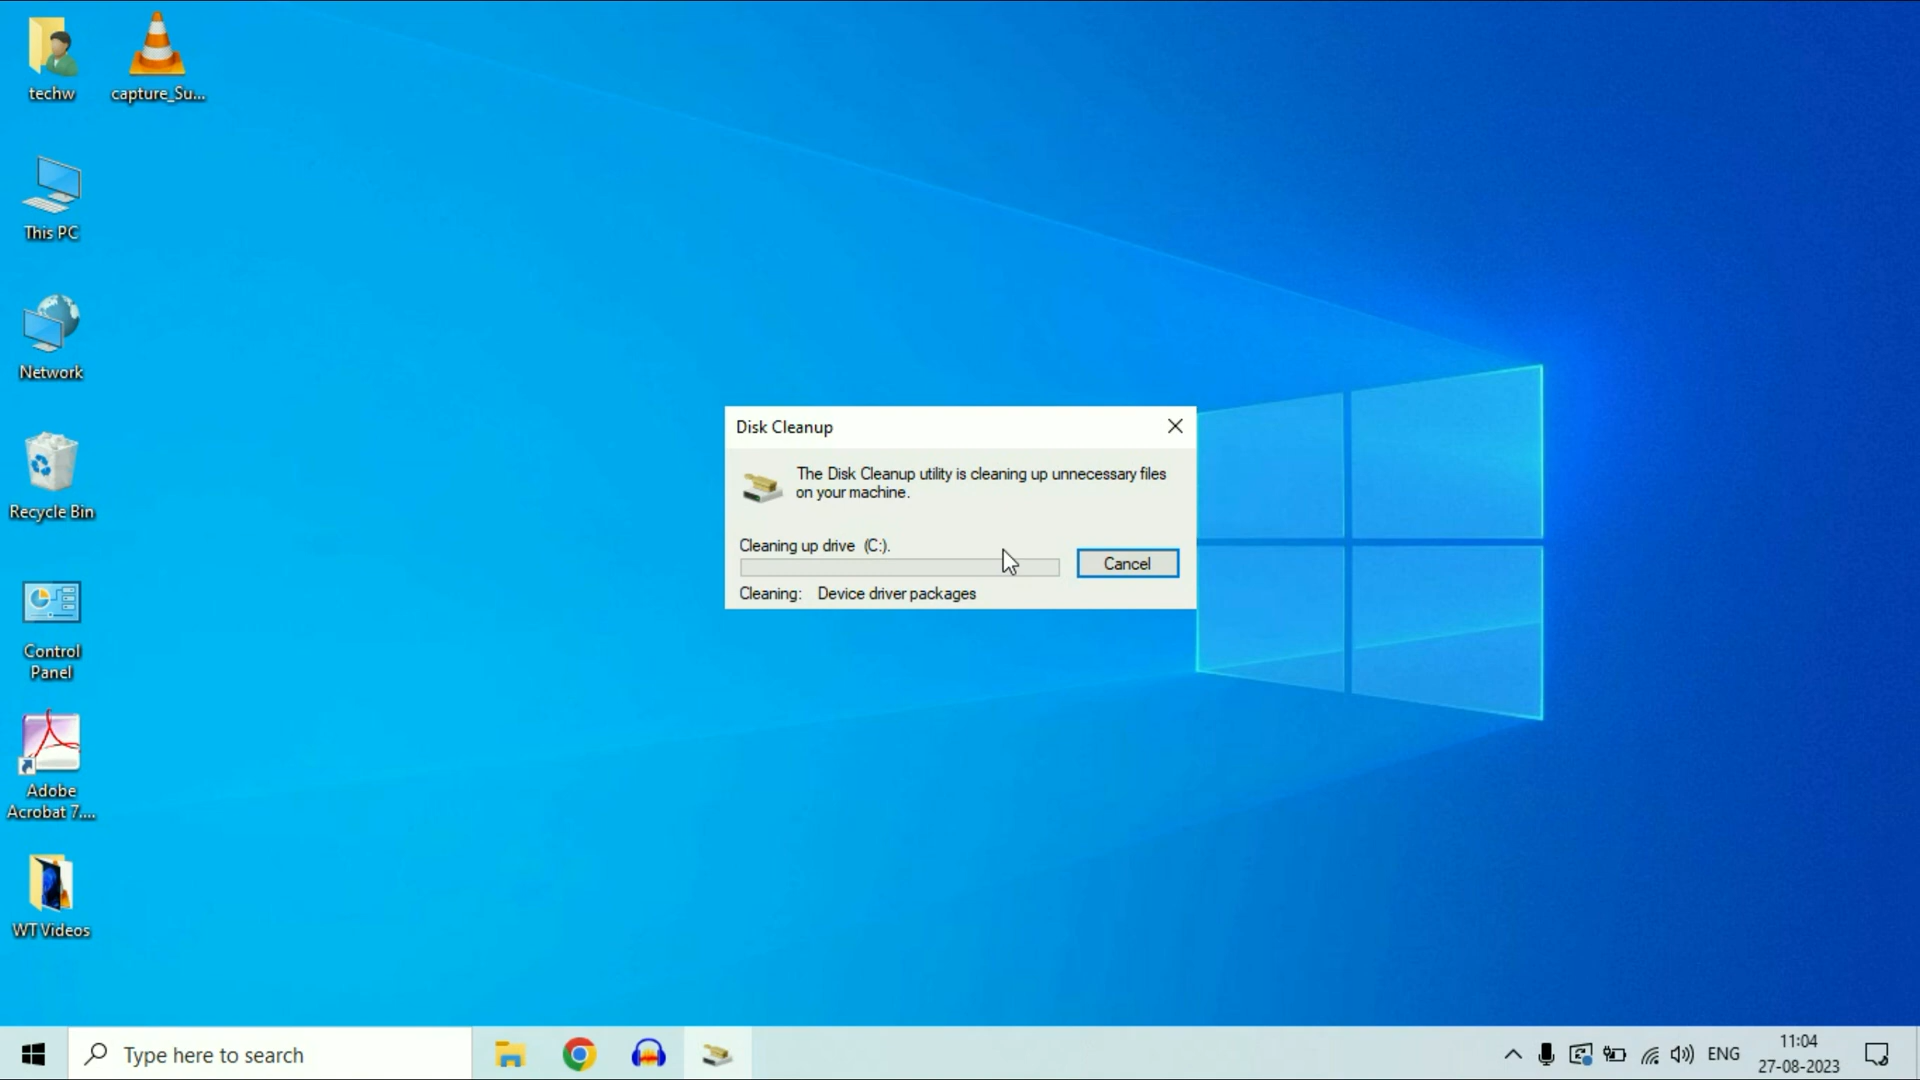 techw
capture_Su...
This PC
Network
Recycle Bin
Control
Panel
Adobe
Acrobat 7....
WT Videos
Disk Cleanup
The Disk Cleanup utility is cleaning up unnecessary files
on your machine.
Cleaning up drive (C:).
Cancel
Cleaning: Device driver packages
Type here to search
ENG
11:04
27-08-2023